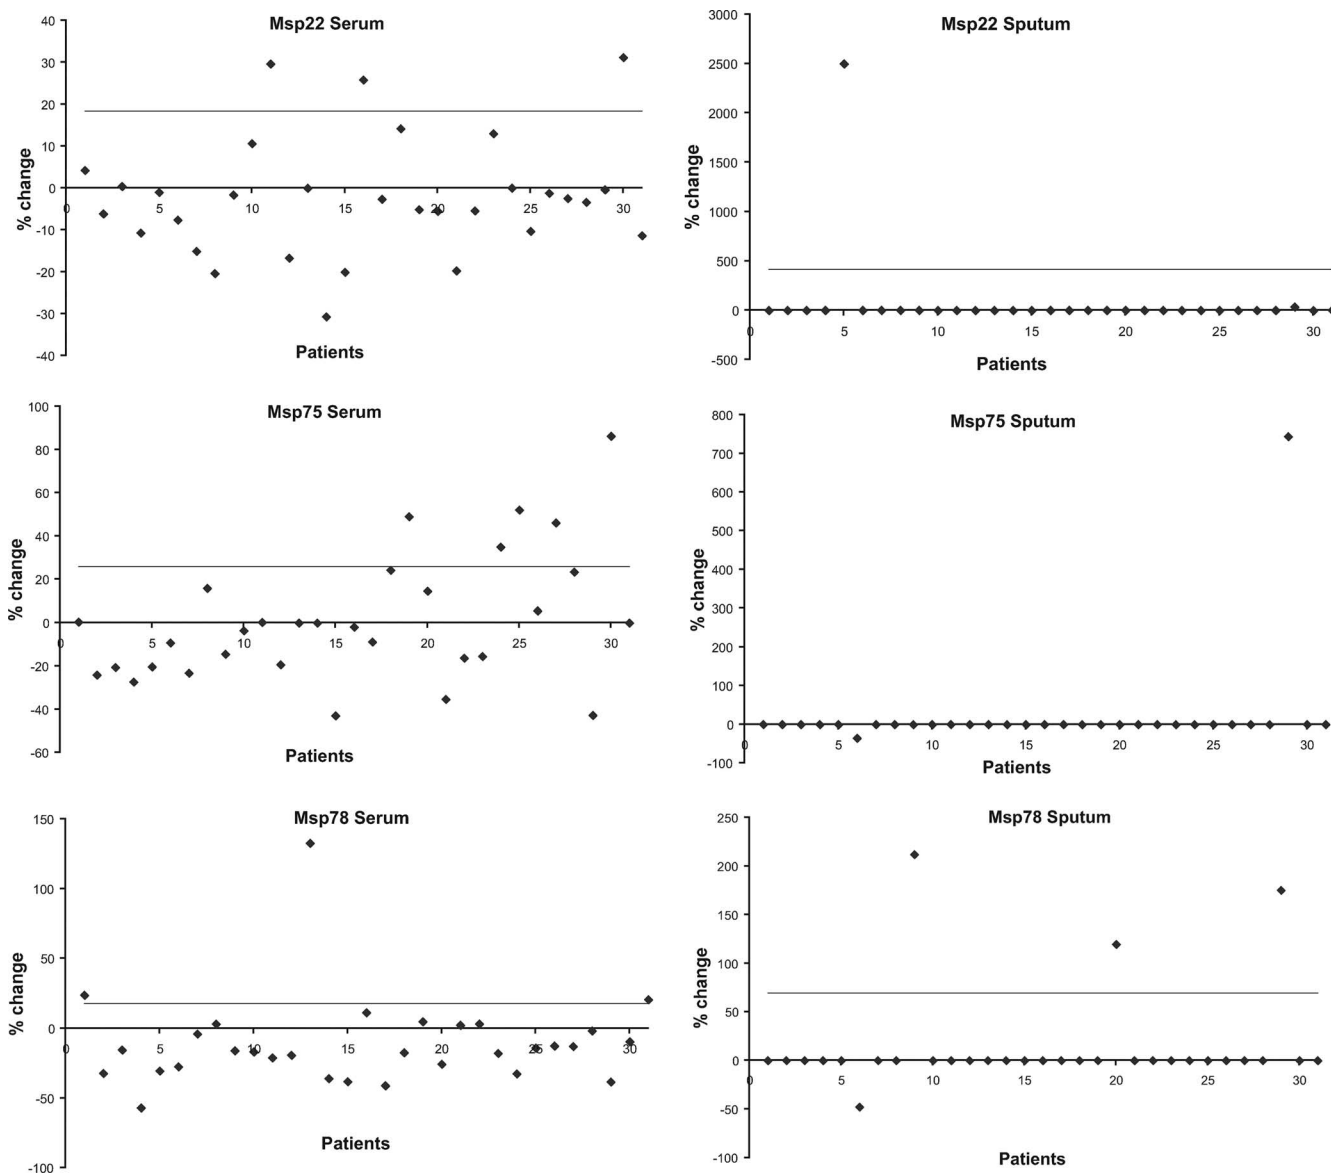 Msp22 Serum
40
30
20
10
0
-10
-20
-30
-40
% change
0 5 10 15 20 25 30
Patients
Msp22 Sputum
3000
2500
2000
1500
1000
500
0
-500
% change
0 5 10 15 20 25 30
Patients
Msp75 Serum
100
80
60
40
20
0
-20
-40
-60
% change
0 5 10 15 20 25 30
Patients
Msp75 Sputum
800
700
600
500
400
300
200
100
0
-100
% change
0 5 10 15 20 25 30
Patients
Msp78 Serum
150
100
50
0
-50
-100
% change
0 5 10 15 20 25 30
Patients
Msp78 Sputum
250
200
150
100
50
0
-50
-100
% change
0 5 10 15 20 25 30
Patients